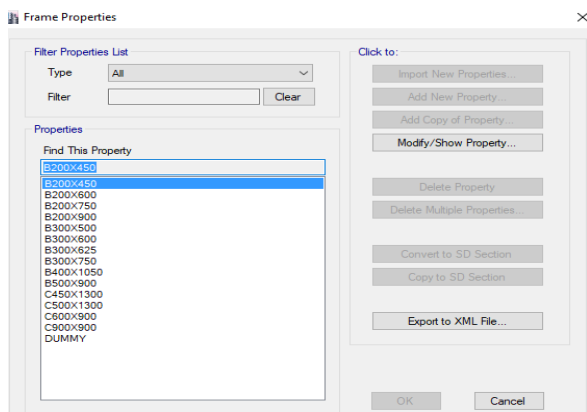 Frame Properties
Filter Properties List
Type All
Filter Clear
Properties
Find This Property
B200X450
B200X450
B200X600
B200X750
B200X900
B300X500
B300X600
B300X625
B300X750
B400X1050
B500X900
C450X1300
C500X1300
C600X900
C900X900
DUMMY
Click to:
Import New Properties...
Add New Property...
Add Copy of Property...
Modify/Show Property...
Delete Property
Delete Multiple Properties...
Convert to SD Section
Copy to SD Section
Export to XML File...
OK Cancel